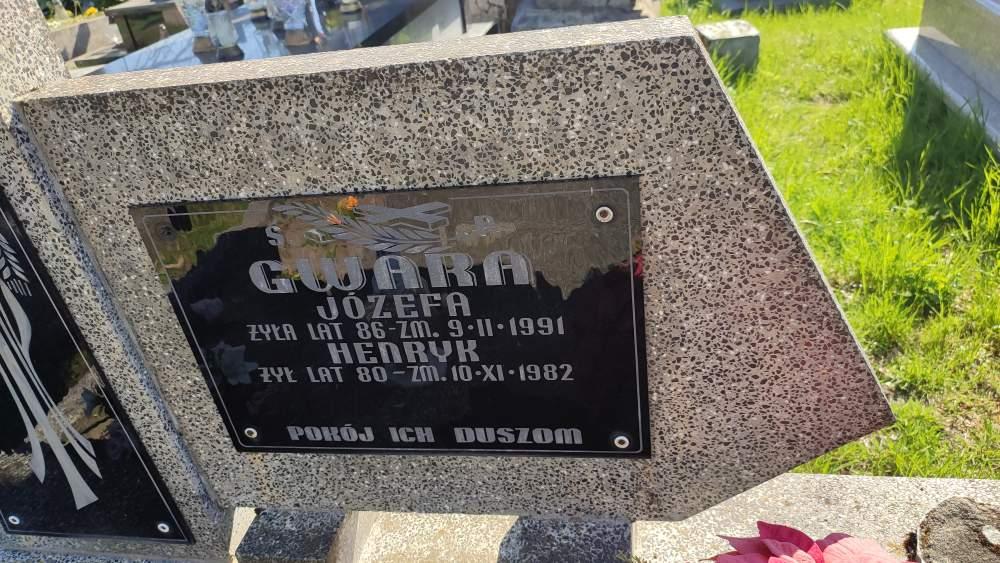 Ś P.
GWARA
JÓZEFA
ŻYŁA LAT 86-ZM. 9·II·1991
HENRYK
ŻYŁ LAT 80-ZM. 10·XI·1982
POKÓJ ICH DUSZOM